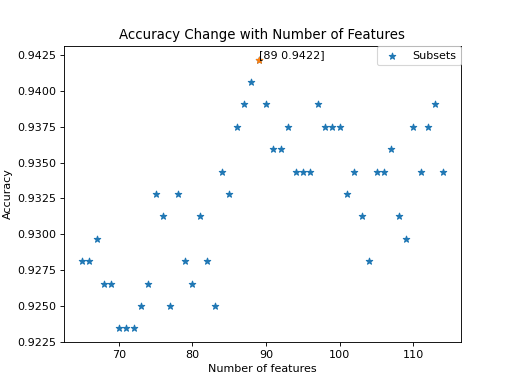 Accuracy Change with Number of Features
[89 0.9422]
Subsets
0.9425
0.9400
0.9375
0.9350
0.9325
0.9300
0.9275
0.9250
0.9225
Accuracy
70 80 90 100 110
Number of features